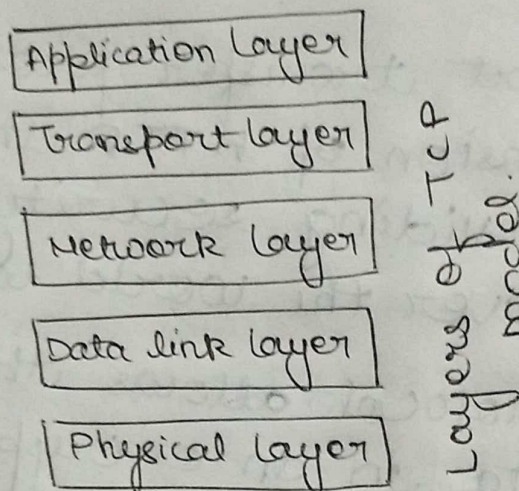 Application Layer
Transport layer
Network layer
Data link layer
Physical layer
Layers of TCP
model.